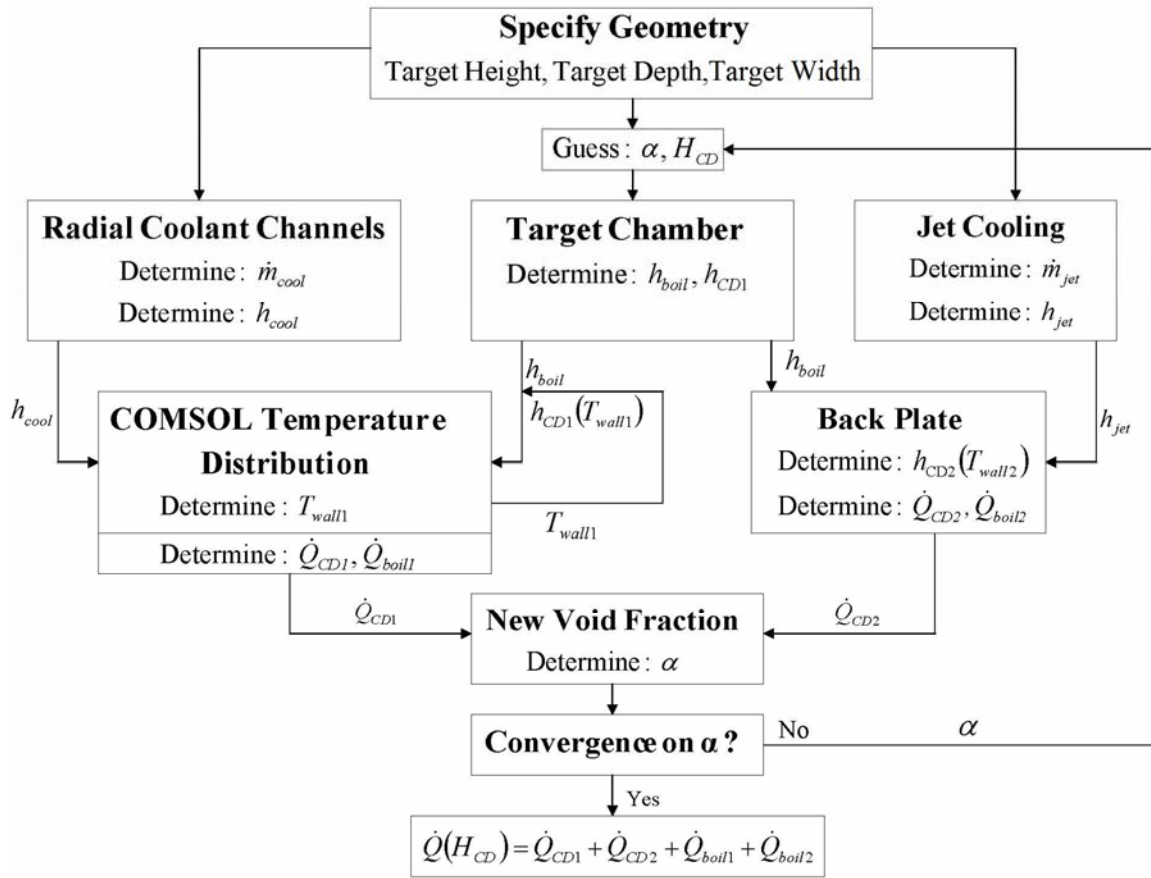 Specify Geometry
Target Height, Target Depth,Target Width
Guess : α, H_CD
Radial Coolant Channels
Determine : ṁ_cool
Determine : h_cool
Target Chamber
Determine : h_boil, h_CD1
Jet Cooling
Determine : ṁ_jet
Determine : h_jet
h_cool
h_boil
h_CD1(T_wall1)
h_boil
h_jet
COMSOL Temperature
Distribution
Determine : T_wall1
Determine : Q̇_CD1, Q̇_boil1
T_wall1
Back Plate
Determine : h_CD2(T_wall2)
Determine : Q̇_CD2, Q̇_boil2
Q̇_CD1
New Void Fraction
Determine : α
Q̇_CD2
Convergence on α ?
No
α
Yes
Q̇(H_CD) = Q̇_CD1 + Q̇_CD2 + Q̇_boil1 + Q̇_boil2